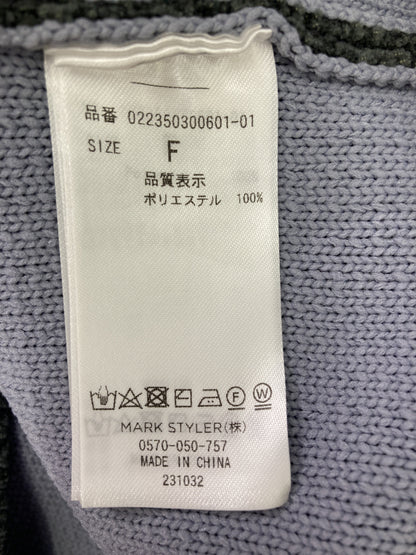 品番 022350300601-01
SIZE F
品質表示
ポリエステル 100%
F W
MARK STYLER(株)
0570-050-757
MADE IN CHINA
231032